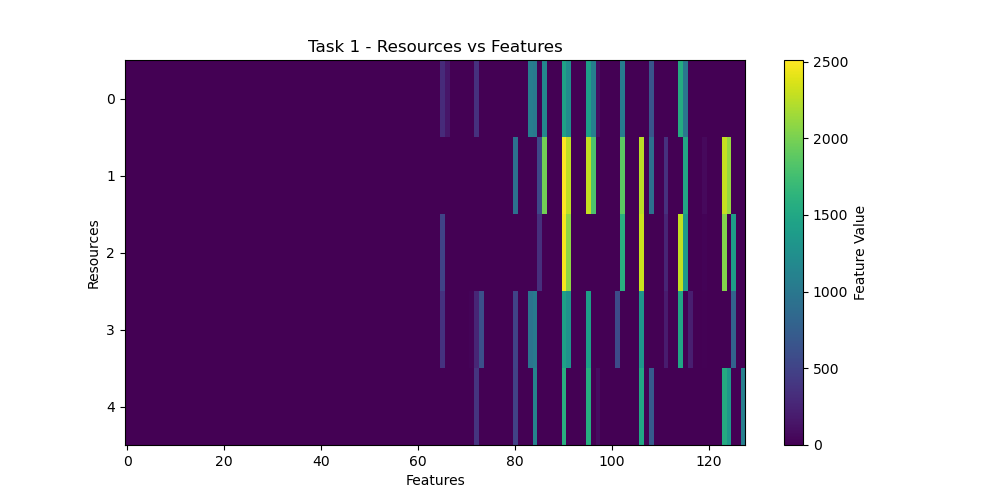 Task 1 - Resources vs Features
Resources
0
1
2
3
4
0 20 40 60 80 100 120
Features
2500
2000
1500
1000
500
0
Feature Value